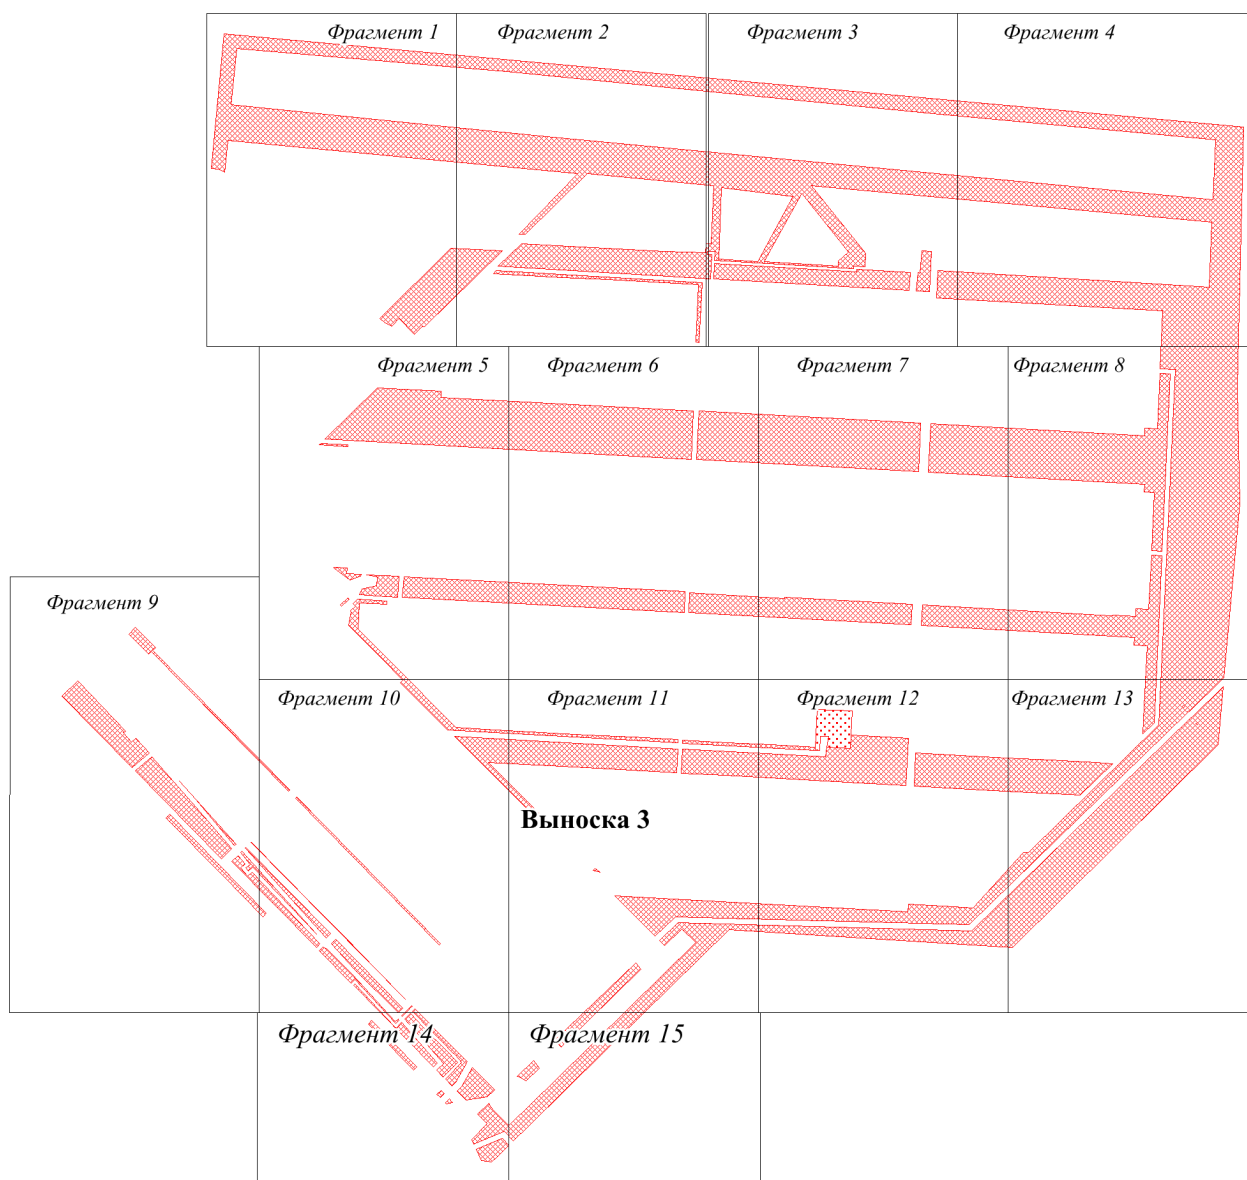 Фрагмент 1
Фрагмент 2
Фрагмент 3
Фрагмент 4
Фрагмент 5
Фрагмент 6
Фрагмент 7
Фрагмент 8
Фрагмент 9
Фрагмент 10
Фрагмент 11
Фрагмент 12
Фрагмент 13
Выноска 3
Фрагмент 14
Фрагмент 15